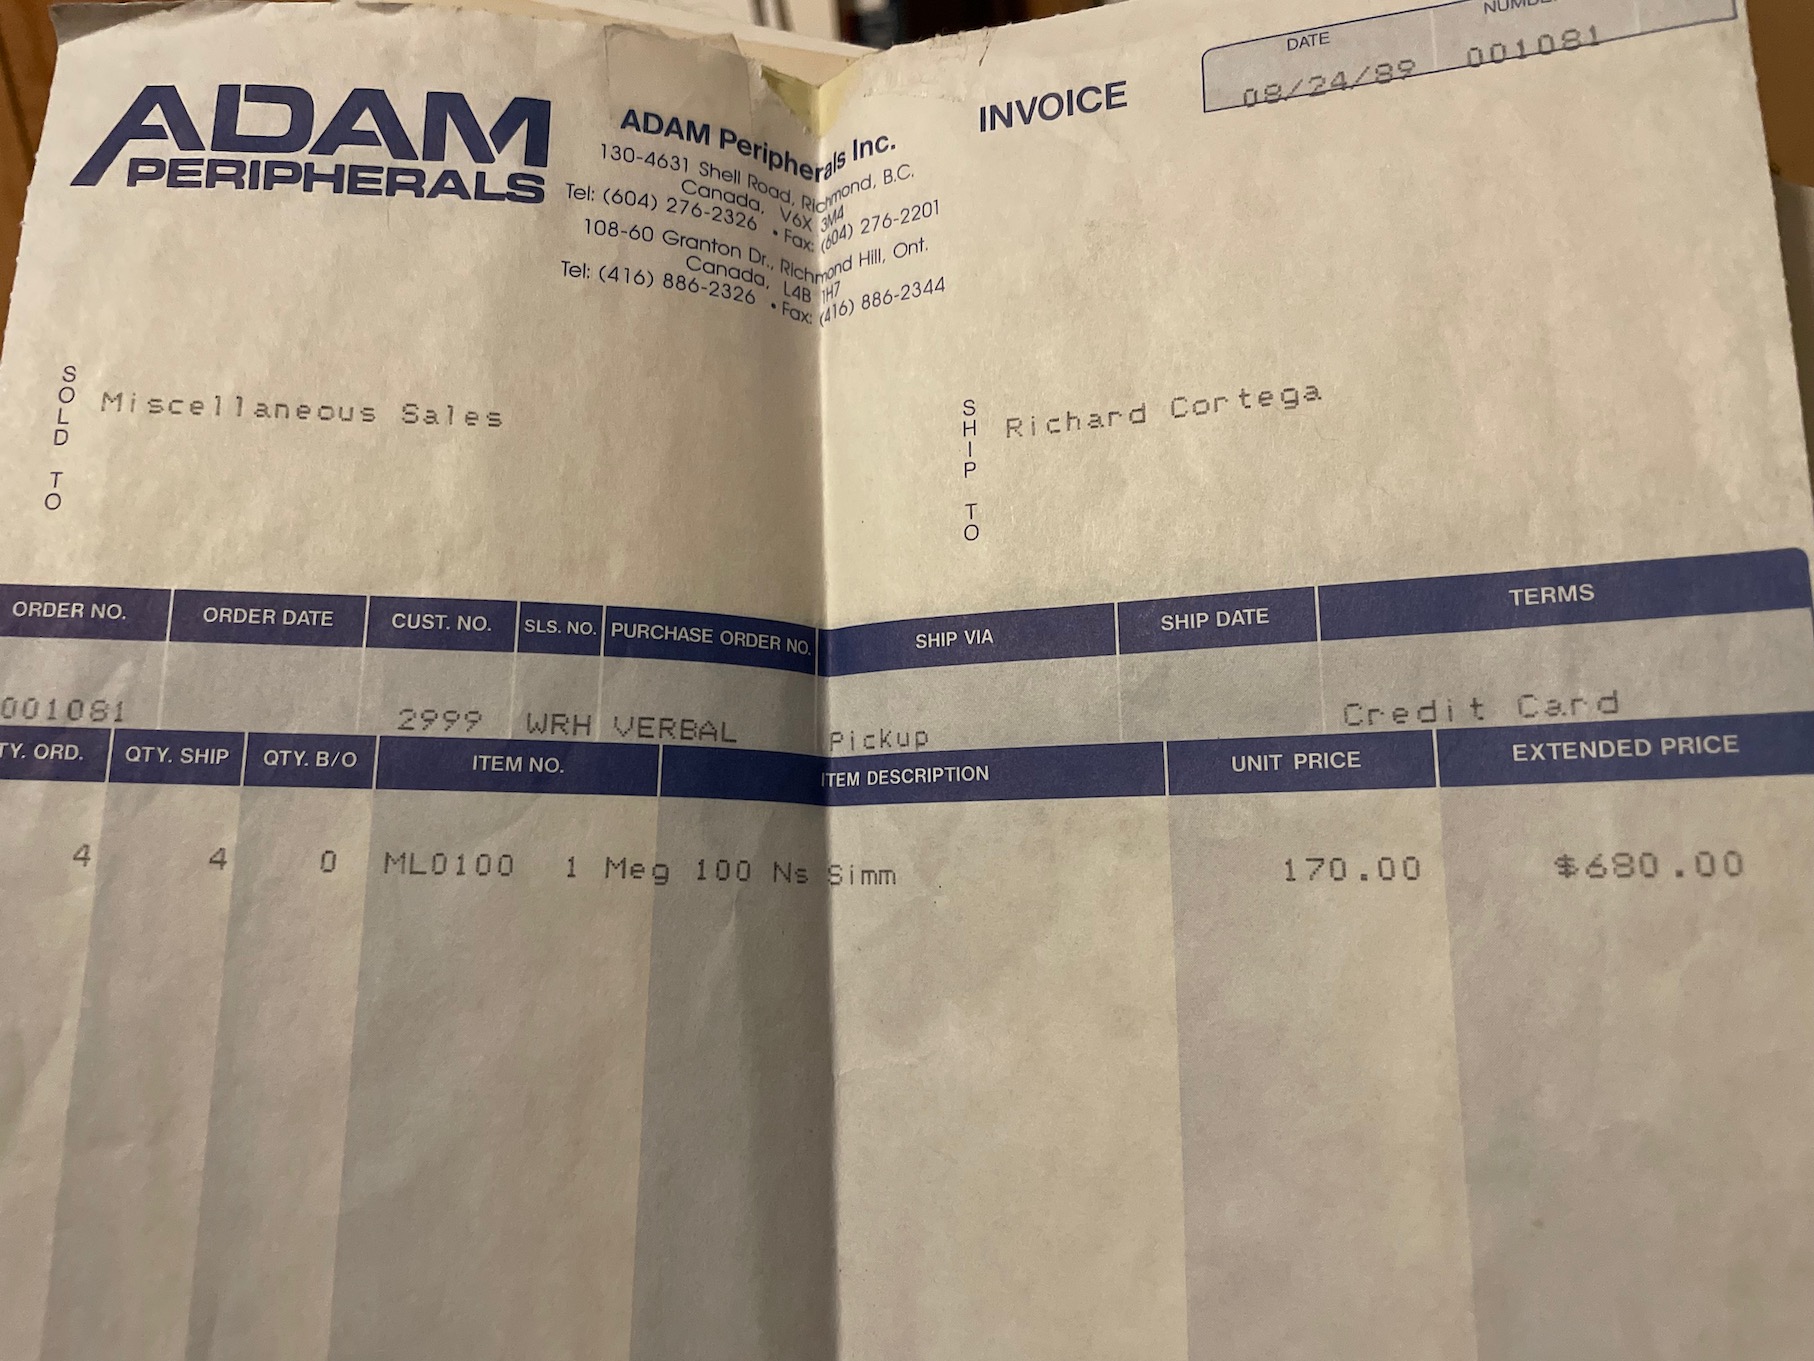 ADAM
PERIPHERALS
ADAM Peripherals Inc.
130-4631 Shell Road, Richmond, B.C.
Canada, V6X 3M4
Tel: (604) 276-2326 • Fax: (604) 276-2201
108-60 Granton Dr., Richmond Hill, Ont.
Canada, L4B 1H7
Tel: (416) 886-2326 • Fax: (416) 886-2344
INVOICE
DATE
08/24/89 001081
SOLD TO
Miscellaneous Sales
SHIP TO
Richard Cortega
ORDER NO. ORDER DATE CUST. NO. SLS. NO. PURCHASE ORDER NO. SHIP VIA SHIP DATE TERMS
001081 2999 WRH VERBAL Pickup Credit Card
TY. ORD. QTY. SHIP QTY. B/O ITEM NO. ITEM DESCRIPTION UNIT PRICE EXTENDED PRICE
4 4 0 ML0100 1 Meg 100 Ns Simm 170.00 $680.00